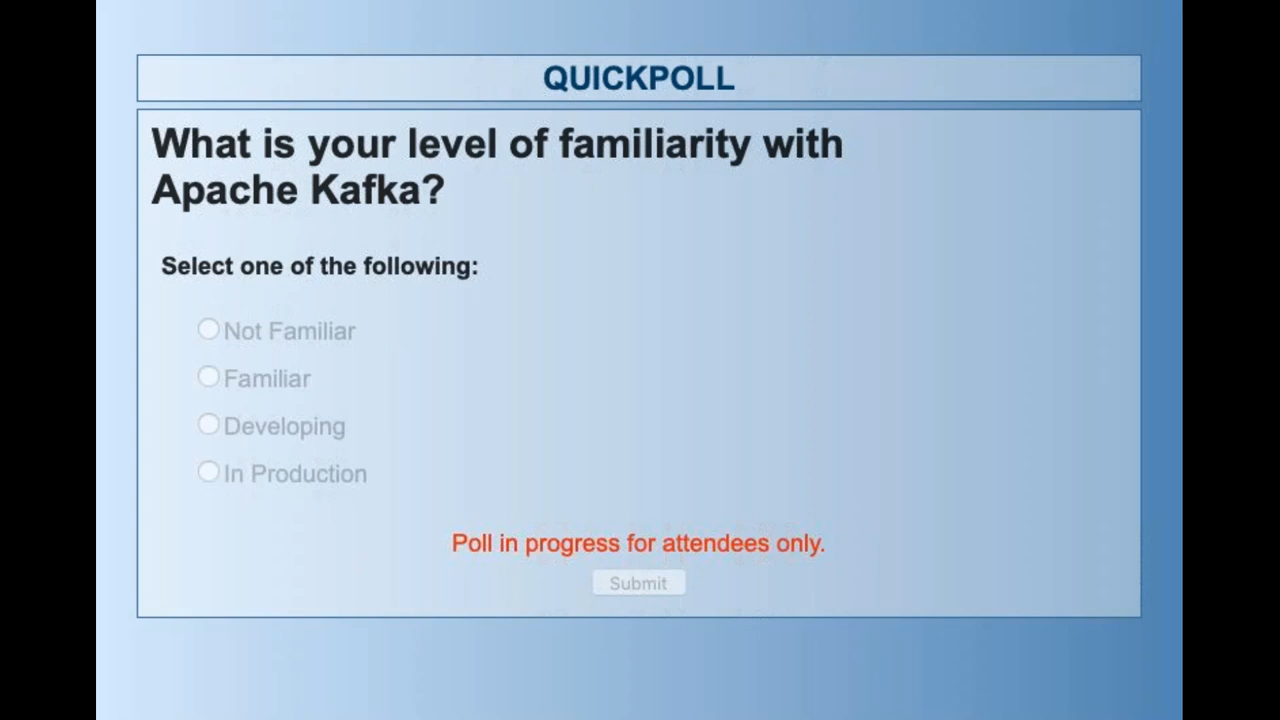 QUICKPOLL
What is your level of familiarity with
Apache Kafka?
Select one of the following:
Not Familiar
Familiar
Developing
In Production
Poll in progress for attendees only.
Submit